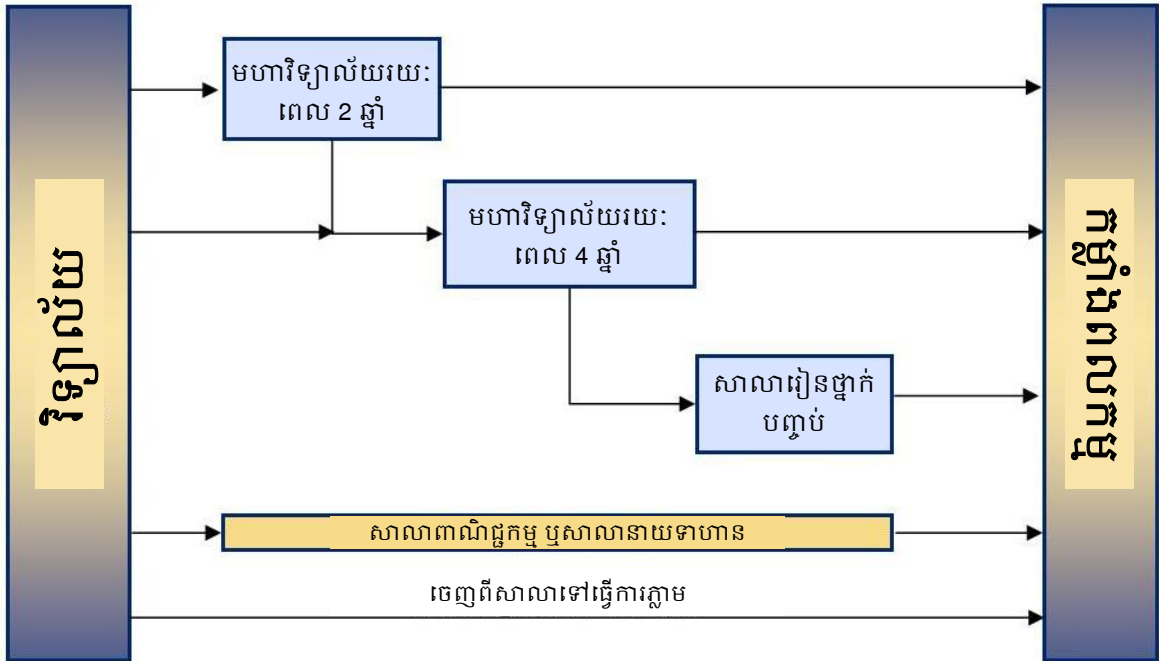 វិទ្យាល័យ
មហាវិទ្យាល័យរយៈ
ពេល 2 ឆ្នាំ
មហាវិទ្យាល័យរយៈ
ពេល 4 ឆ្នាំ
សាលារៀនថ្នាក់
បញ្ចប់
សាលាពាណិជ្ជកម្ម ឬសាលានាយទាហាន
ចេញពីសាលាទៅធ្វើការភ្លាម
កម្លាំងពលកម្ម